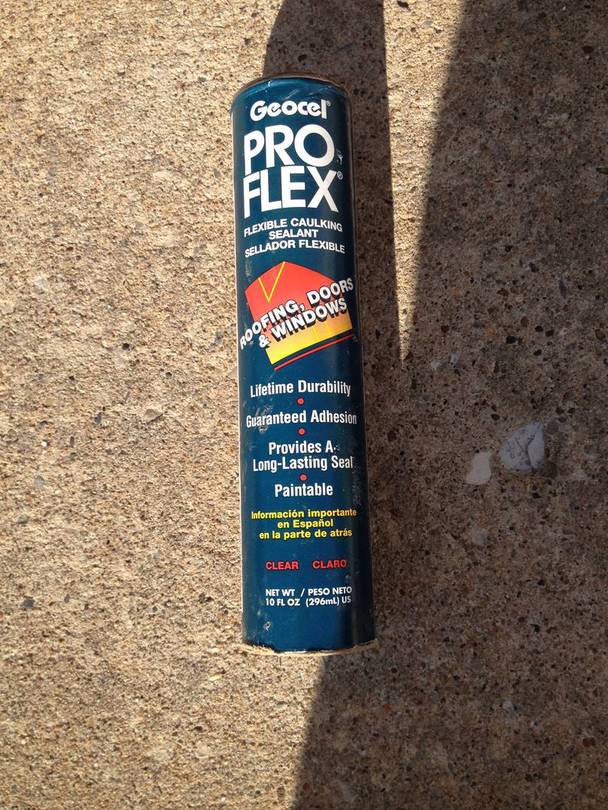 Geocel®
PRO
FLEX®
FLEXIBLE CAULKING
SEALANT
SELLADOR FLEXIBLE
ROOFING, DOORS
& WINDOWS
Lifetime Durability
Guaranteed Adhesion
Provides A
Long-Lasting Seal
Paintable
Información importante
en Español
en la parte de atrás
CLEAR CLARO
NET WT / PESO NETO
10 FL OZ (296mL) US